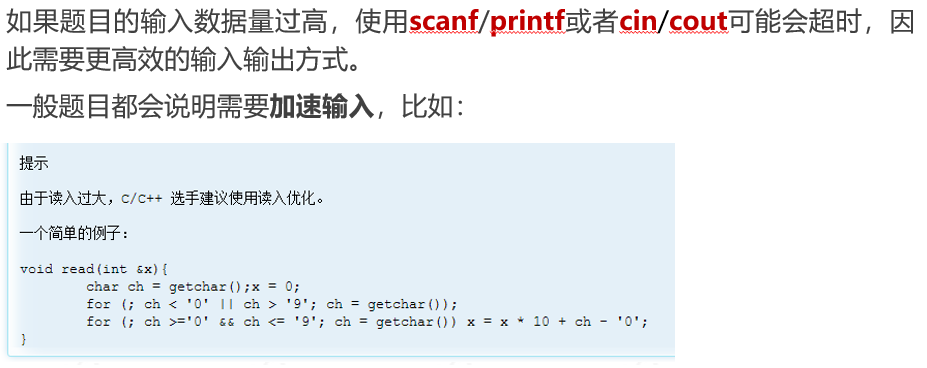 如果题目的输入数据量过高，使用scanf/printf或者cin/cout可能会超时，因
此需要更高效的输入输出方式。
一般题目都会说明需要加速输入，比如：
提示
由于读入过大，C/C++ 选手建议使用读入优化。
一个简单的例子：
void read(int &x){
        char ch = getchar();x = 0;
        for (; ch < '0' || ch > '9'; ch = getchar());
        for (; ch >='0' && ch <= '9'; ch = getchar()) x = x * 10 + ch - '0';
}